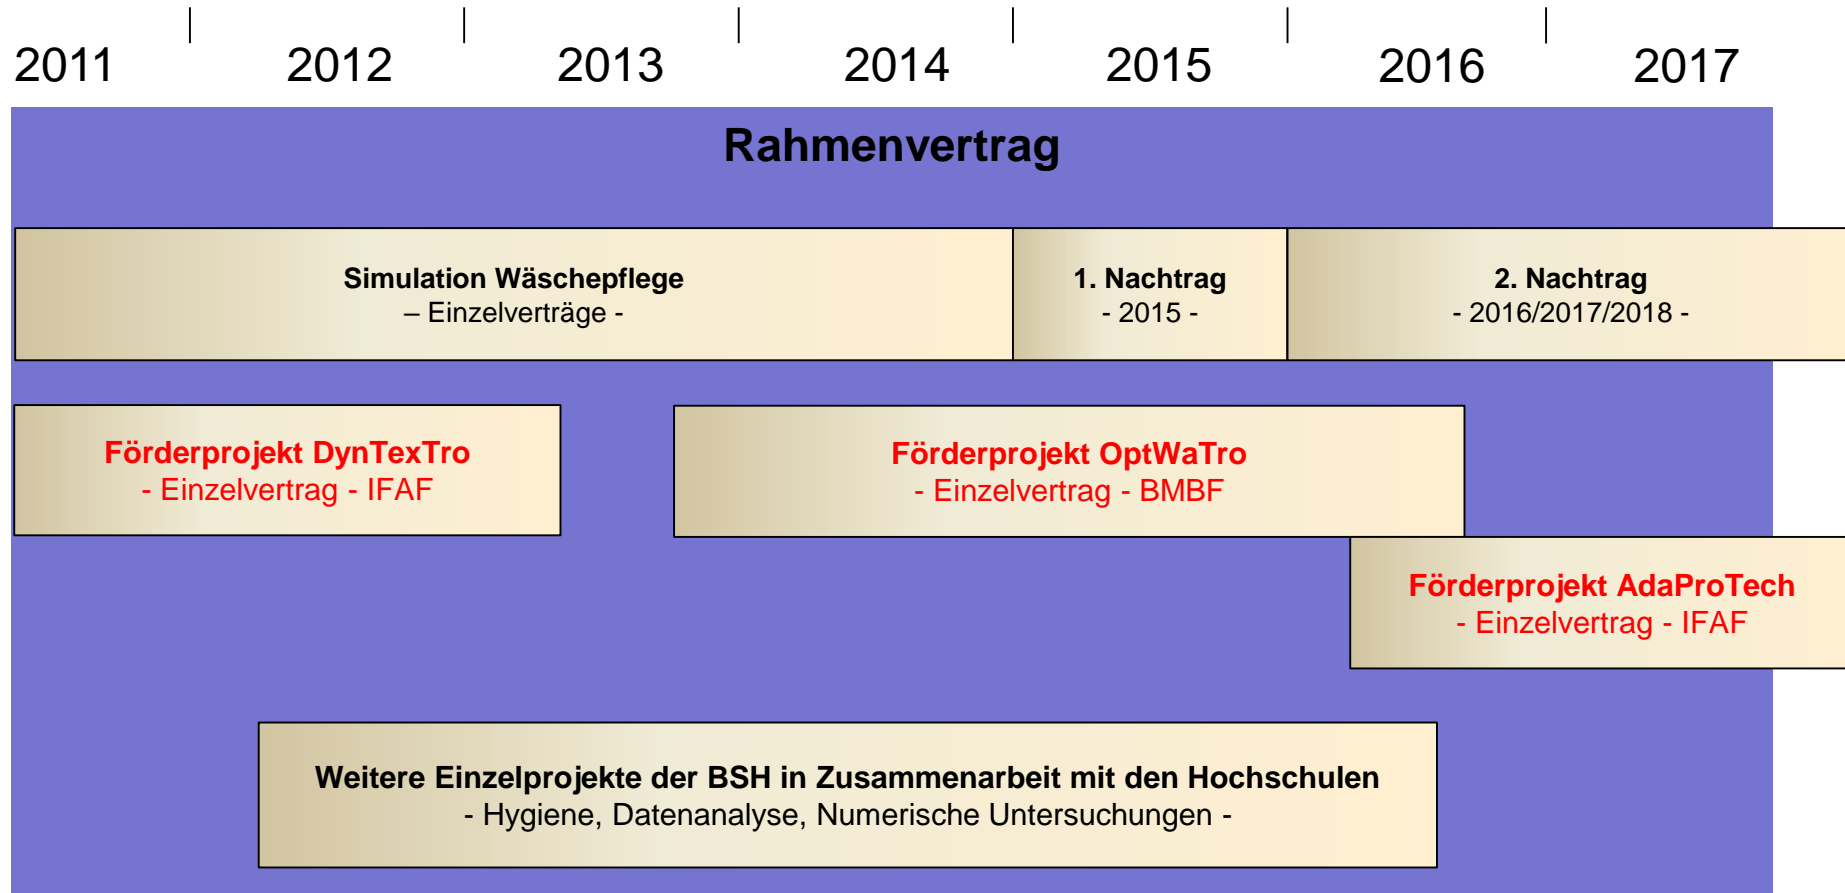 2011 2012 2013 2014 2015 2016 2017
Rahmenvertrag
Simulation Wäschepflege
– Einzelverträge -
1. Nachtrag
- 2015 -
2. Nachtrag
- 2016/2017/2018 -
Förderprojekt DynTexTro
- Einzelvertrag - IFAF
Förderprojekt OptWaTro
- Einzelvertrag - BMBF
Förderprojekt AdaProTech
- Einzelvertrag - IFAF
Weitere Einzelprojekte der BSH in Zusammenarbeit mit den Hochschulen
- Hygiene, Datenanalyse, Numerische Untersuchungen -